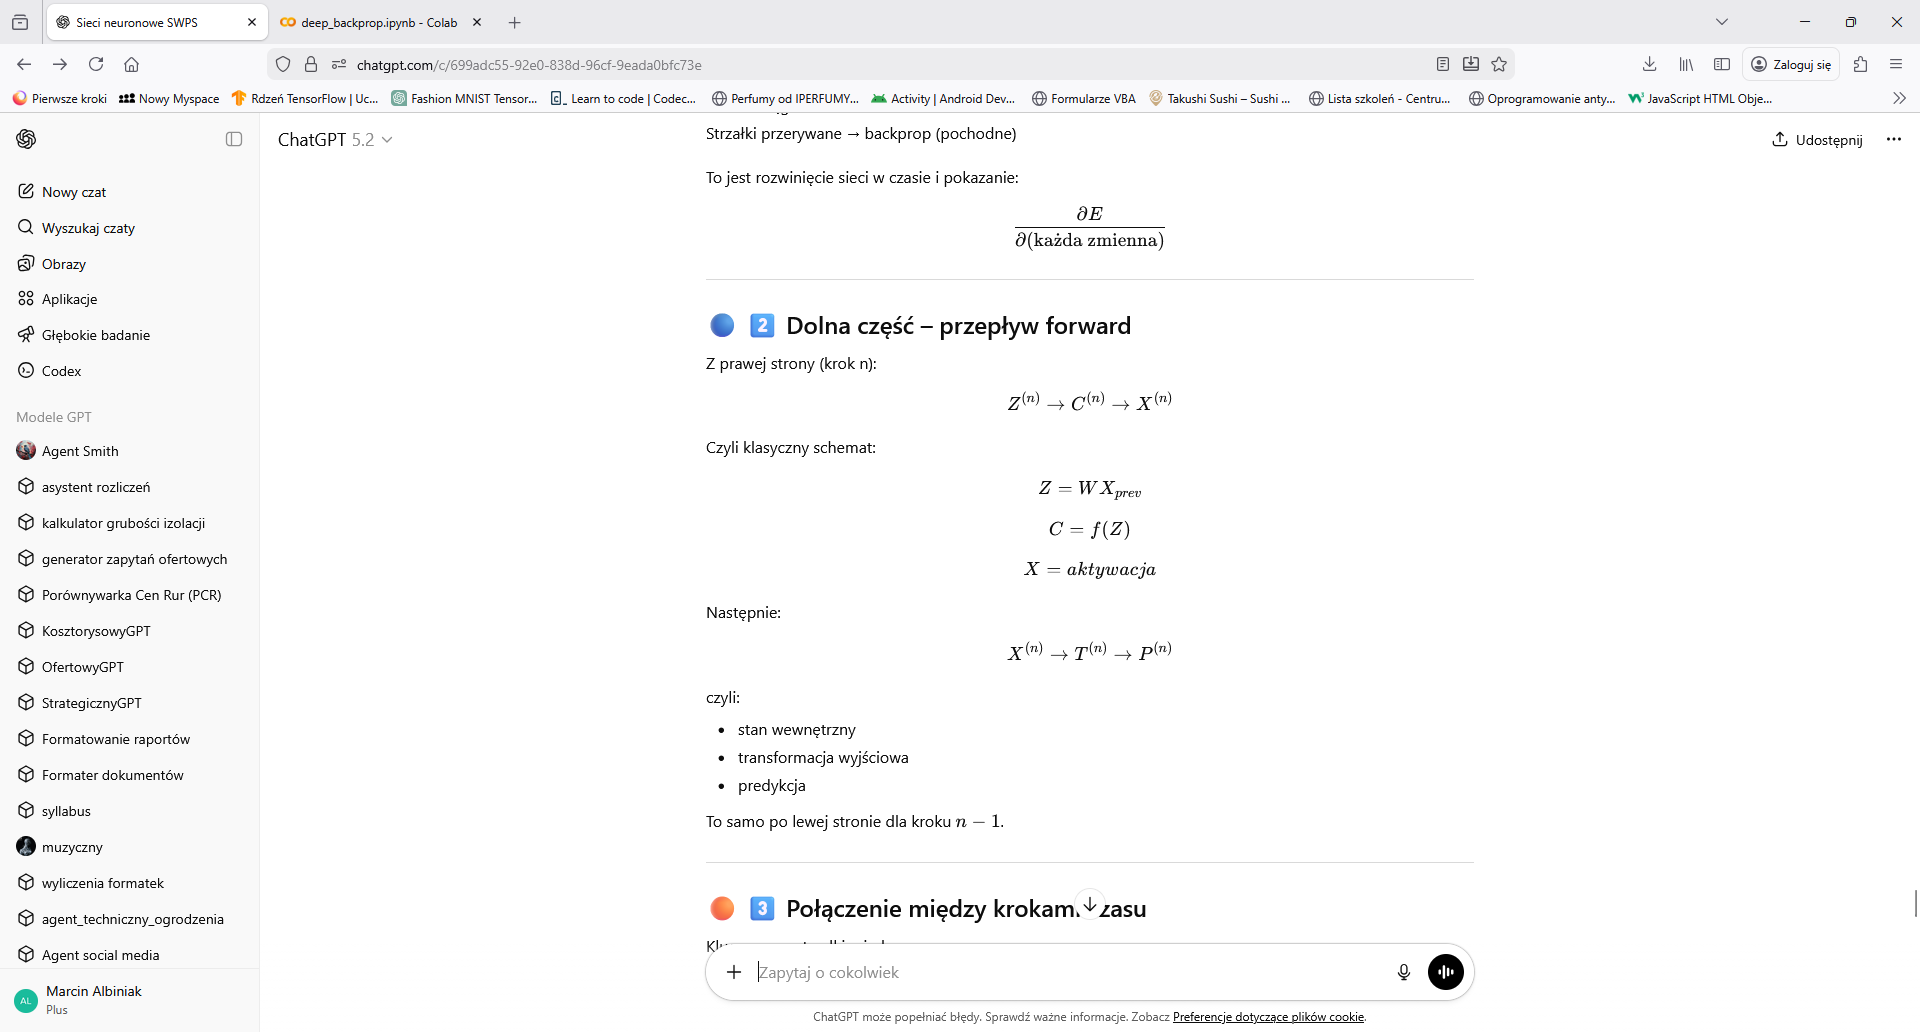 Sieci neuronowe SWPS
deep_backprop.ipynb - Colab
chatgpt.com/c/699adc55-92e0-838d-96cf-9eada0bfc73e
Zaloguj się
Pierwsze kroki
Nowy Myspace
Rdzeń TensorFlow | Uc...
Fashion MNIST Tensor...
Learn to code | Codec...
Perfumy od IPERFUMY...
Activity | Android Dev...
Formularze VBA
Takushi Sushi – Sushi ...
Lista szkoleń - Centru...
Oprogramowanie anty...
JavaScript HTML Obje...
ChatGPT 5.2
Udostępnij
Nowy czat
Wyszukaj czaty
Obrazy
Aplikacje
Głębokie badanie
Codex
Modele GPT
Agent Smith
asystent rozliczeń
kalkulator grubości izolacji
generator zapytań ofertowych
Porównywarka Cen Rur (PCR)
KosztorysowyGPT
OfertowyGPT
StrategicznyGPT
Formatowanie raportów
Formater dokumentów
syllabus
muzyczny
wyliczenia formatek
agent_techniczny_ogrodzenia
Agent social media
AL
Marcin Albiniak
Plus
Strzałki przerywane → backprop (pochodne)
To jest rozwinięcie sieci w czasie i pokazanie:
∂E
∂(każda zmienna)
2 Dolna część – przepływ forward
Z prawej strony (krok n):
Z⁽ⁿ⁾ → C⁽ⁿ⁾ → X⁽ⁿ⁾
Czyli klasyczny schemat:
Z = WX_prev
C = f(Z)
X = aktywacja
Następnie:
X⁽ⁿ⁾ → T⁽ⁿ⁾ → P⁽ⁿ⁾
czyli:
• stan wewnętrzny
• transformacja wyjściowa
• predykcja
To samo po lewej stronie dla kroku n − 1.
3 Połączenie między krokami zasu
Zapytaj o cokolwiek
ChatGPT może popełniać błędy. Sprawdź ważne informacje. Zobacz Preferencje dotyczące plików cookie.